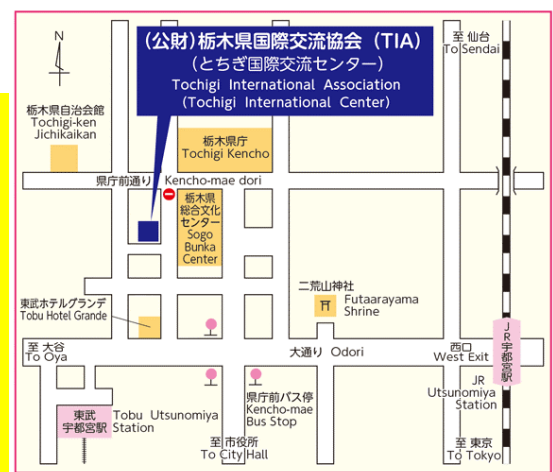 (公財)栃木県国際交流協会 (TIA)
(とちぎ国際交流センター)
Tochigi International Association
(Tochigi International Center)
N
至 仙台
To Sendai
栃木県自治会館
Tochigi-ken
Jichikaikan
栃木県庁
Tochigi Kencho
県庁前通り Kencho-mae dori
栃木県
総合文化
センター
Sogo
Bunka
Center
東武ホテルグランデ
Tobu Hotel Grande
二荒山神社
Futaarayama
Shrine
至 大谷
To Oya
大通り Odori
西口
West Exit
JR宇都宮駅
JR
Utsunomiya
Station
東武
宇都宮駅
Tobu Utsunomiya
Station
県庁前バス停
Kencho-mae
Bus Stop
至 市役所
To City Hall
至 東京
To Tokyo